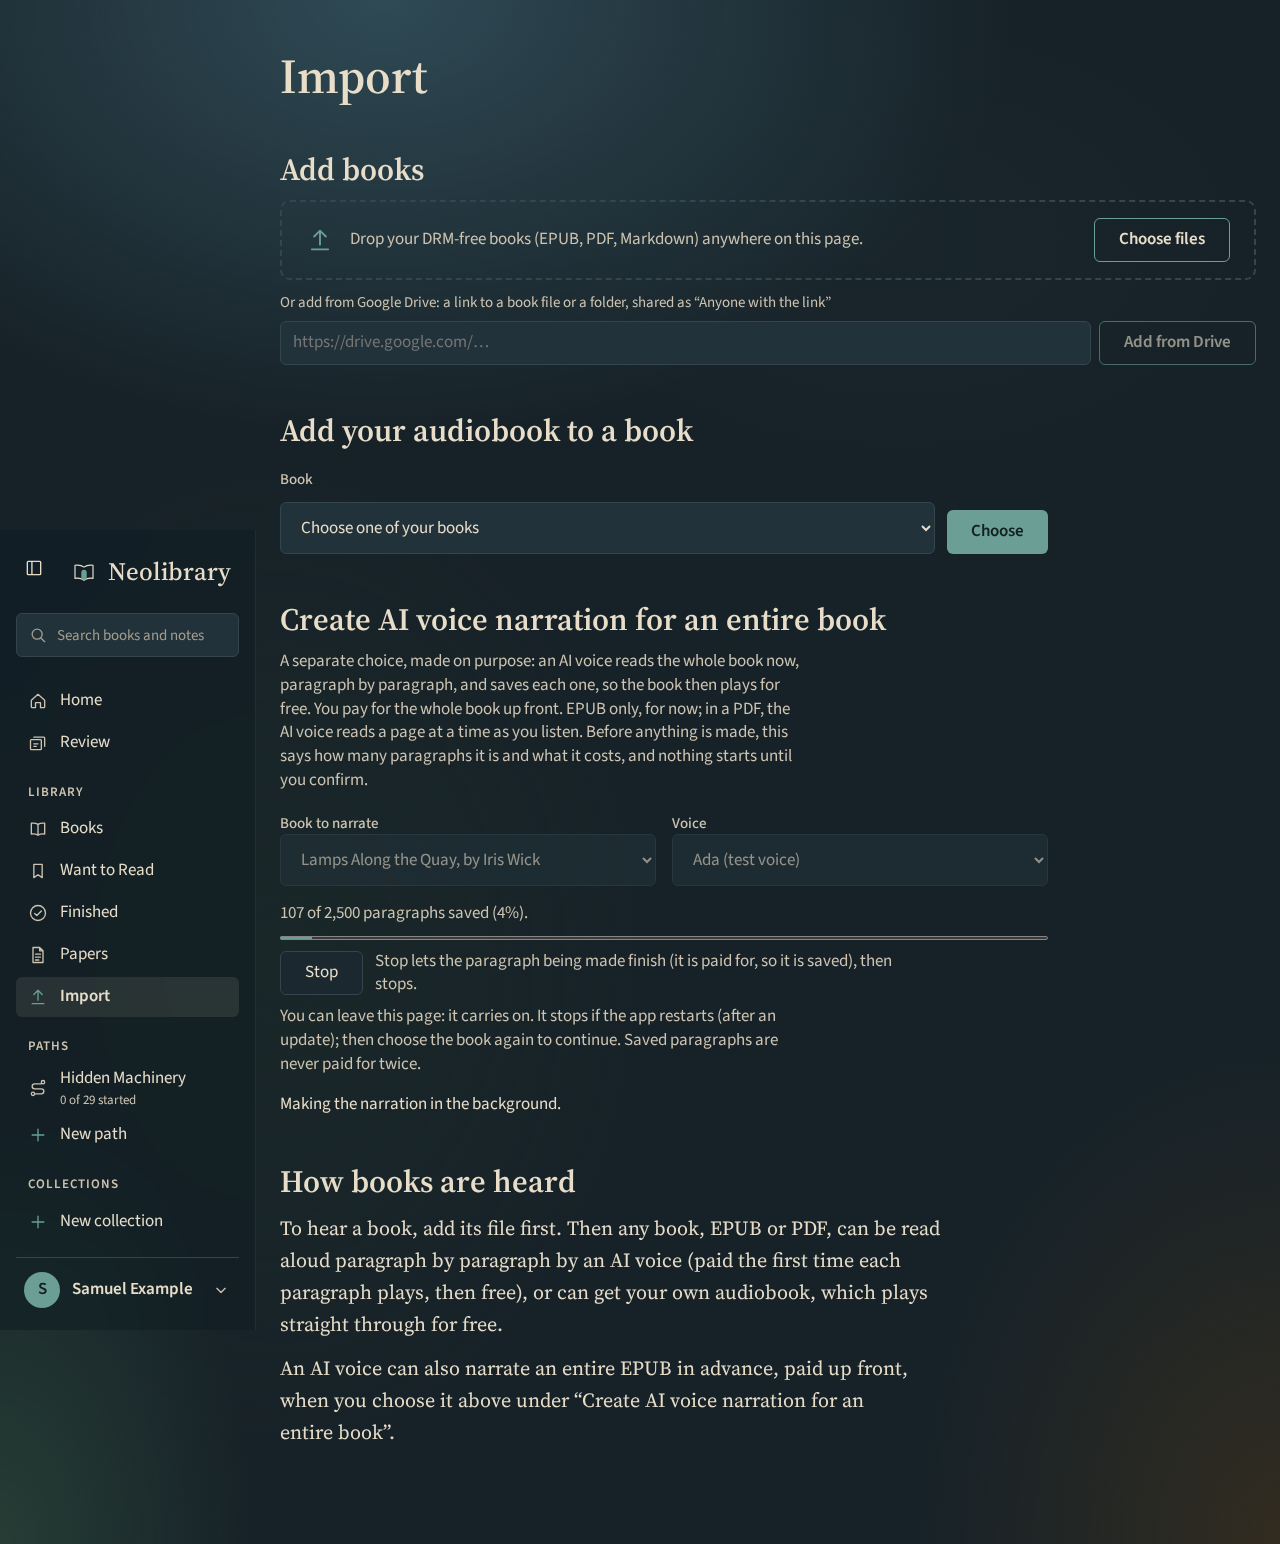 Import
Add books
Drop your DRM-free books (EPUB, PDF, Markdown) anywhere on this page.
Choose files
Or add from Google Drive: a link to a book file or a folder, shared as “Anyone with the link”
https://drive.google.com/…
Add from Drive
Add your audiobook to a book
Book
Choose one of your books
Choose
Create AI voice narration for an entire book
A separate choice, made on purpose: an AI voice reads the whole book now,
paragraph by paragraph, and saves each one, so the book then plays for
free. You pay for the whole book up front. EPUB only, for now; in a PDF, the
AI voice reads a page at a time as you listen. Before anything is made, this
says how many paragraphs it is and what it costs, and nothing starts until
you confirm.
Book to narrate
Voice
Lamps Along the Quay, by Iris Wick
Ada (test voice)
107 of 2,500 paragraphs saved (4%).
Stop
Stop lets the paragraph being made finish (it is paid for, so it is saved), then
stops.
You can leave this page: it carries on. It stops if the app restarts (after an
update); then choose the book again to continue. Saved paragraphs are
never paid for twice.
Making the narration in the background.
How books are heard
To hear a book, add its file first. Then any book, EPUB or PDF, can be read
aloud paragraph by paragraph by an AI voice (paid the first time each
paragraph plays, then free), or can get your own audiobook, which plays
straight through for free.
An AI voice can also narrate an entire EPUB in advance, paid up front,
when you choose it above under “Create AI voice narration for an
entire book”.
Neolibrary
Search books and notes
Home
Review
LIBRARY
Books
Want to Read
Finished
Papers
Import
PATHS
Hidden Machinery
0 of 29 started
New path
COLLECTIONS
New collection
S
Samuel Example